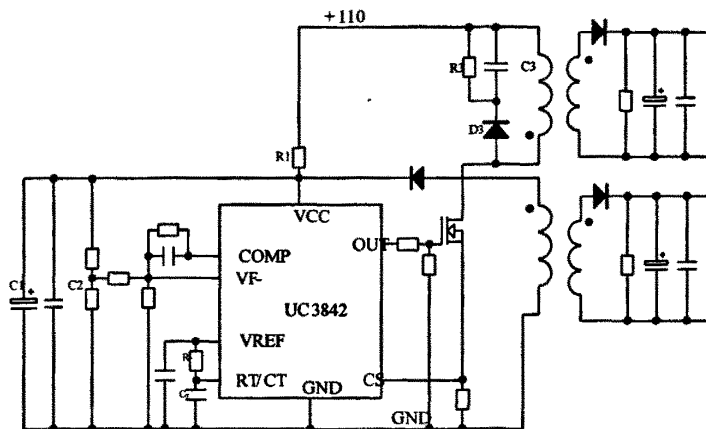 +110
R3
C3
D3
R1
VCC
COMP
OUT
VF-
C1
+
C2
UC3842
VREF
R
RT/CT
CS
GND
C
GND
+
+